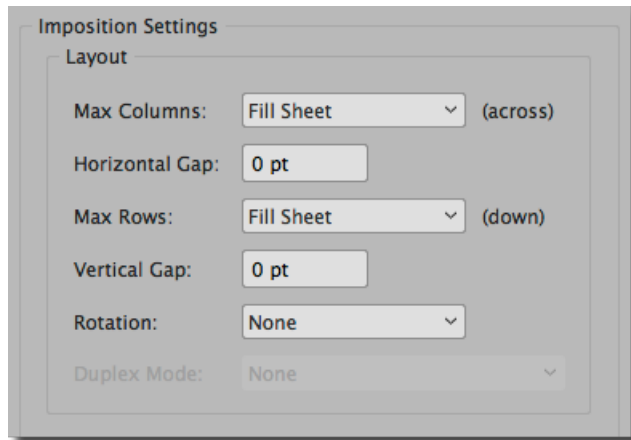 Imposition Settings
Layout
Max Columns: Fill Sheet (across)
Horizontal Gap: 0 pt
Max Rows: Fill Sheet (down)
Vertical Gap: 0 pt
Rotation: None
Duplex Mode: None